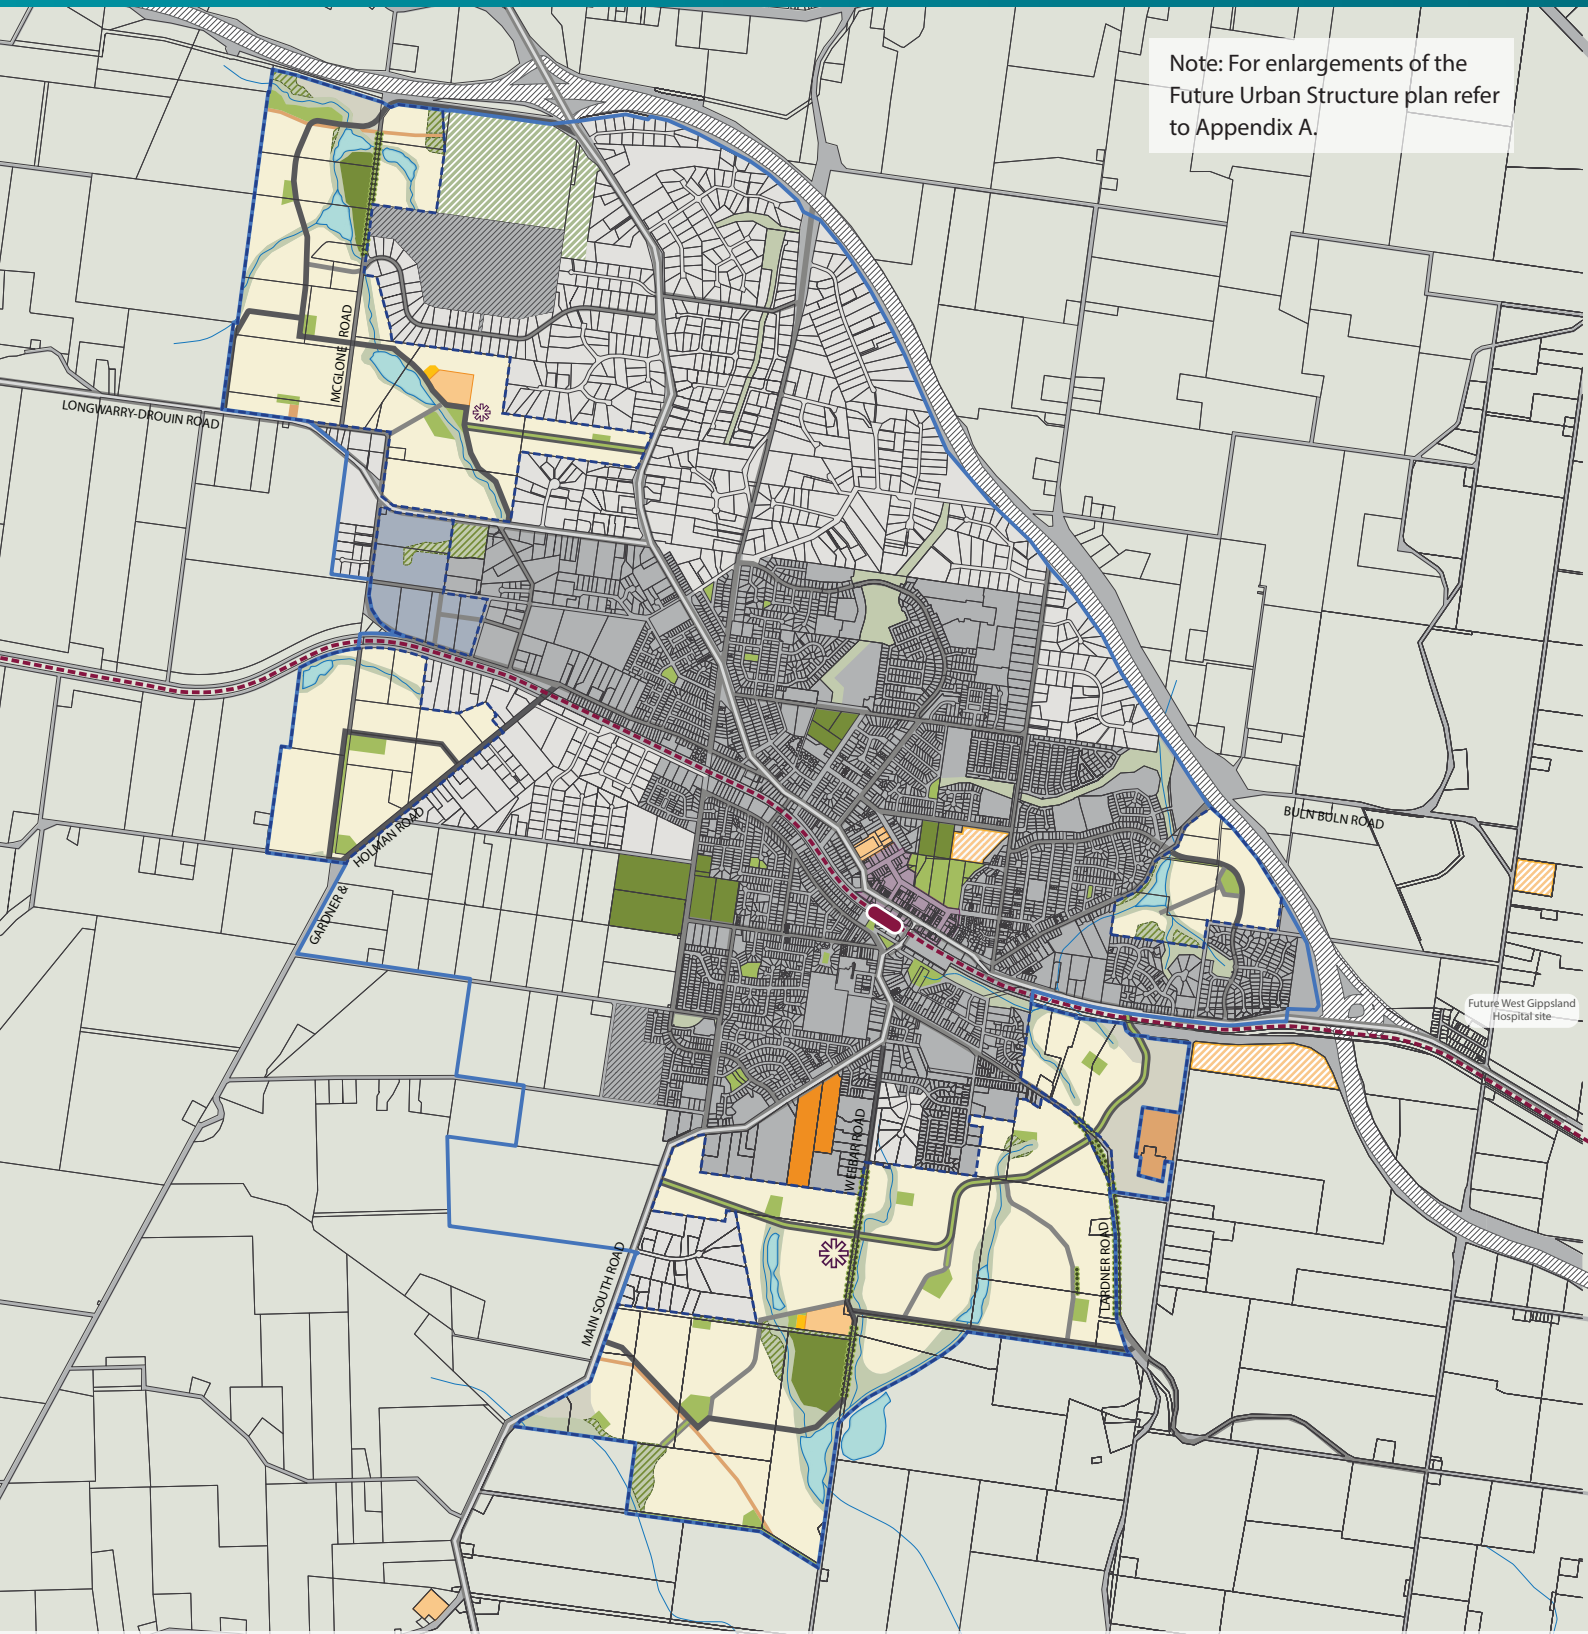 Note: For enlargements of the
Future Urban Structure plan refer
to Appendix A.
MCGLONE ROAD
LONGWARRY-DROUIN ROAD
BULN BULN ROAD
GARDNER &
HOLMAN ROAD
Future West Gippsland
Hospital site
WEEBAR ROAD
LARDNER ROAD
MAIN SOUTH ROAD